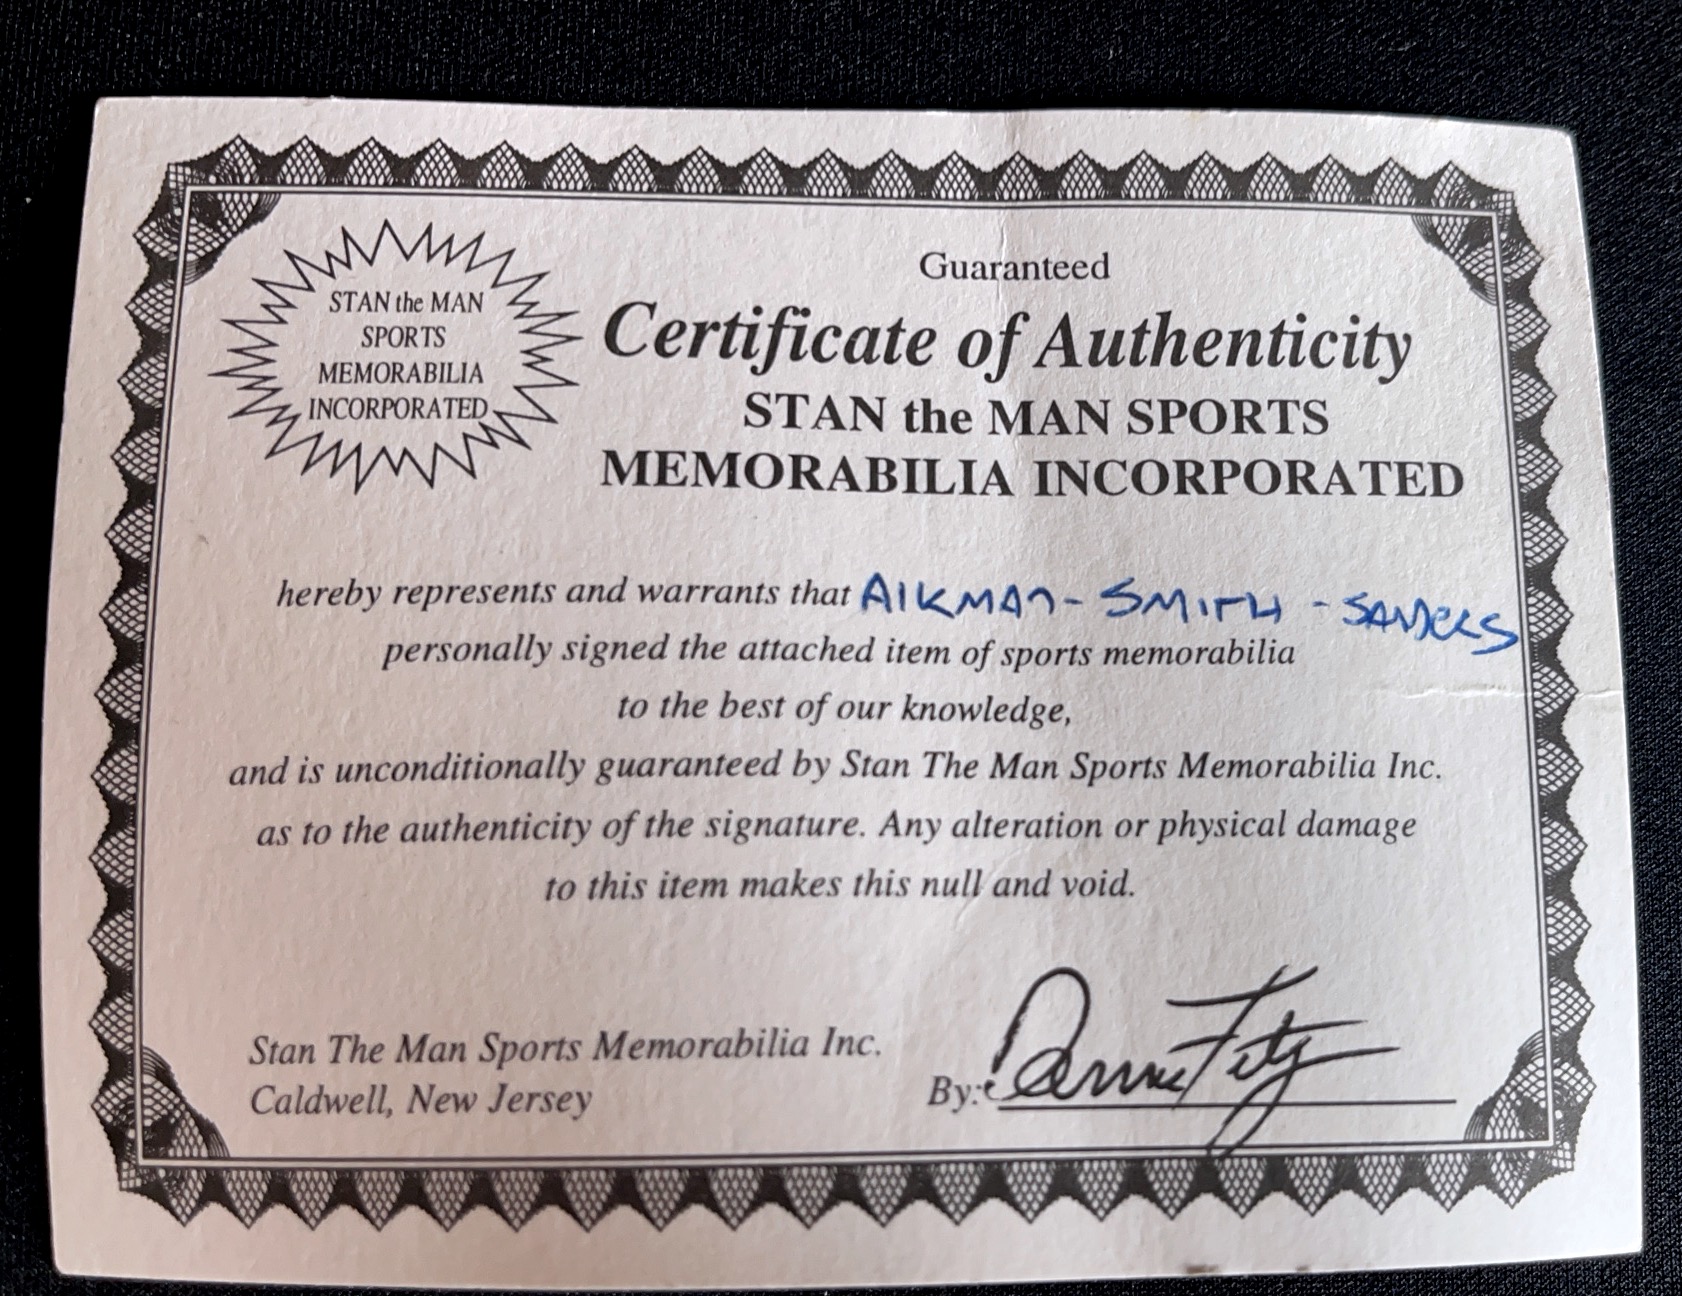 STAN the MAN
SPORTS
MEMORABILIA
INCORPORATED
Guaranteed
Certificate of Authenticity
STAN the MAN SPORTS
MEMORABILIA INCORPORATED
hereby represents and warrants that AIKMAN - SMITH - SANDERS
personally signed the attached item of sports memorabilia
to the best of our knowledge,
and is unconditionally guaranteed by Stan The Man Sports Memorabilia Inc.
as to the authenticity of the signature. Any alteration or physical damage
to this item makes this null and void.
Stan The Man Sports Memorabilia Inc.
Caldwell, New Jersey
By: